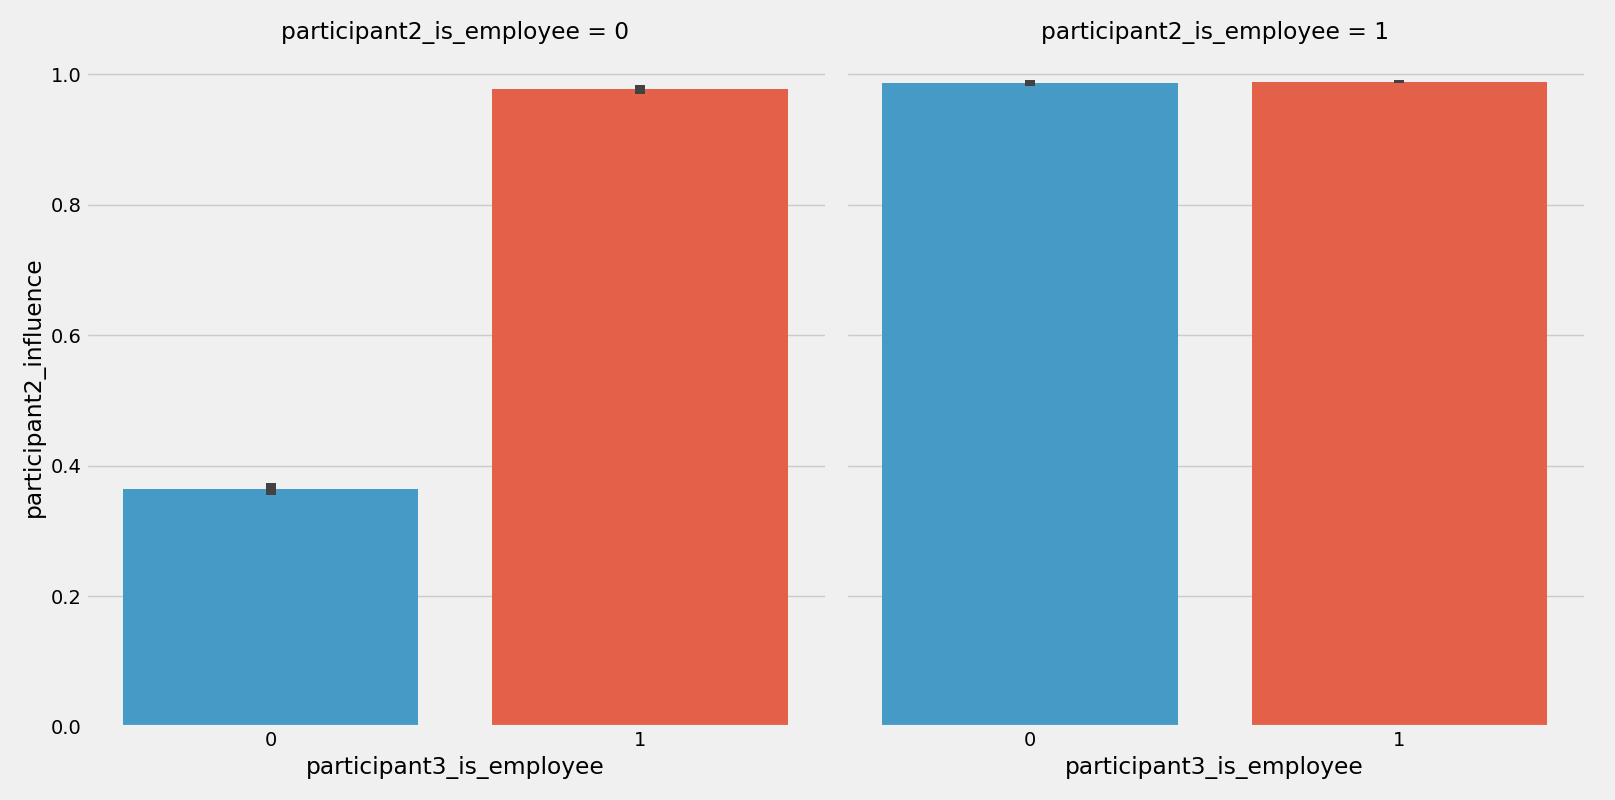 participant2_is_employee = 0
participant2_is_employee = 1
participant2_influence
1.0
0.8
0.6
0.4
0.2
0.0
0
1
0
1
participant3_is_employee
participant3_is_employee